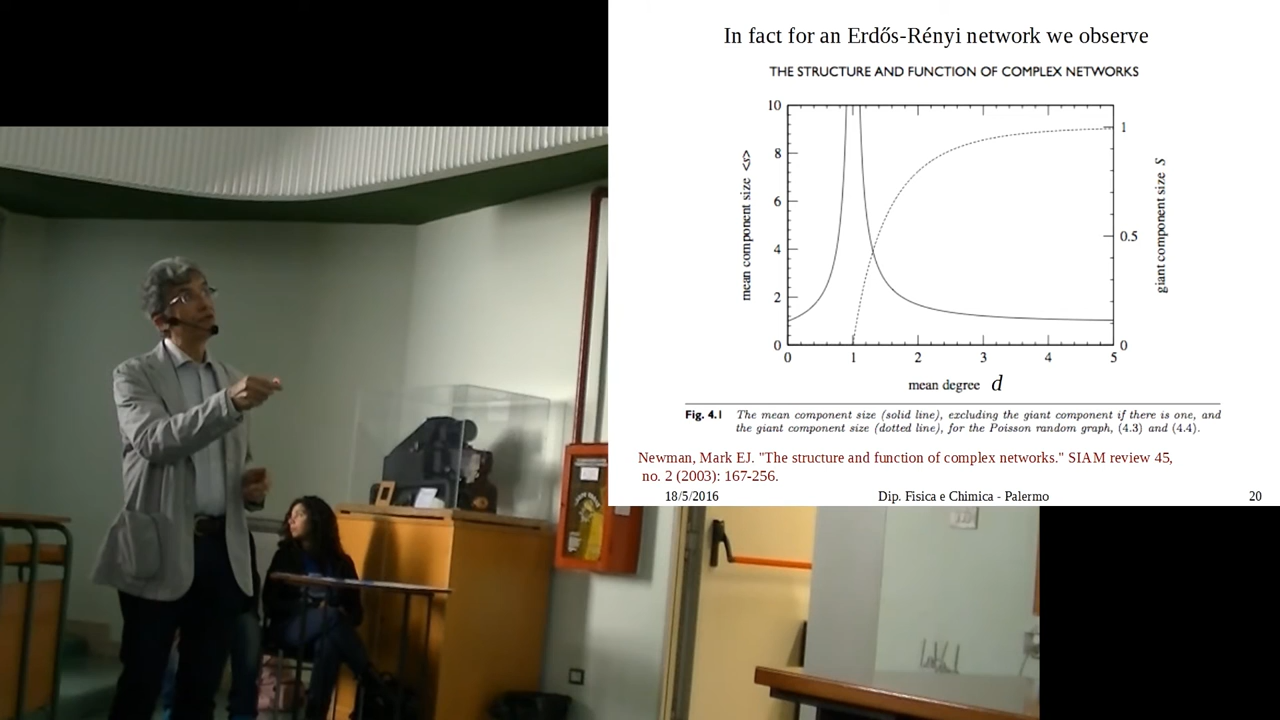 In fact for an Erdős-Rényi network we observe
THE STRUCTURE AND FUNCTION OF COMPLEX NETWORKS
10
8
6
4
2
0
mean component size <s>
1
0.5
0
giant component size S
0 1 2 3 4 5
mean degree d
Fig. 4.1 The mean component size (solid line), excluding the giant component if there is one, and
the giant component size (dotted line), for the Poisson random graph, (4.3) and (4.4).
Newman, Mark EJ. "The structure and function of complex networks." SIAM review 45,
no. 2 (2003): 167-256.
18/5/2016 Dip. Fisica e Chimica - Palermo 20